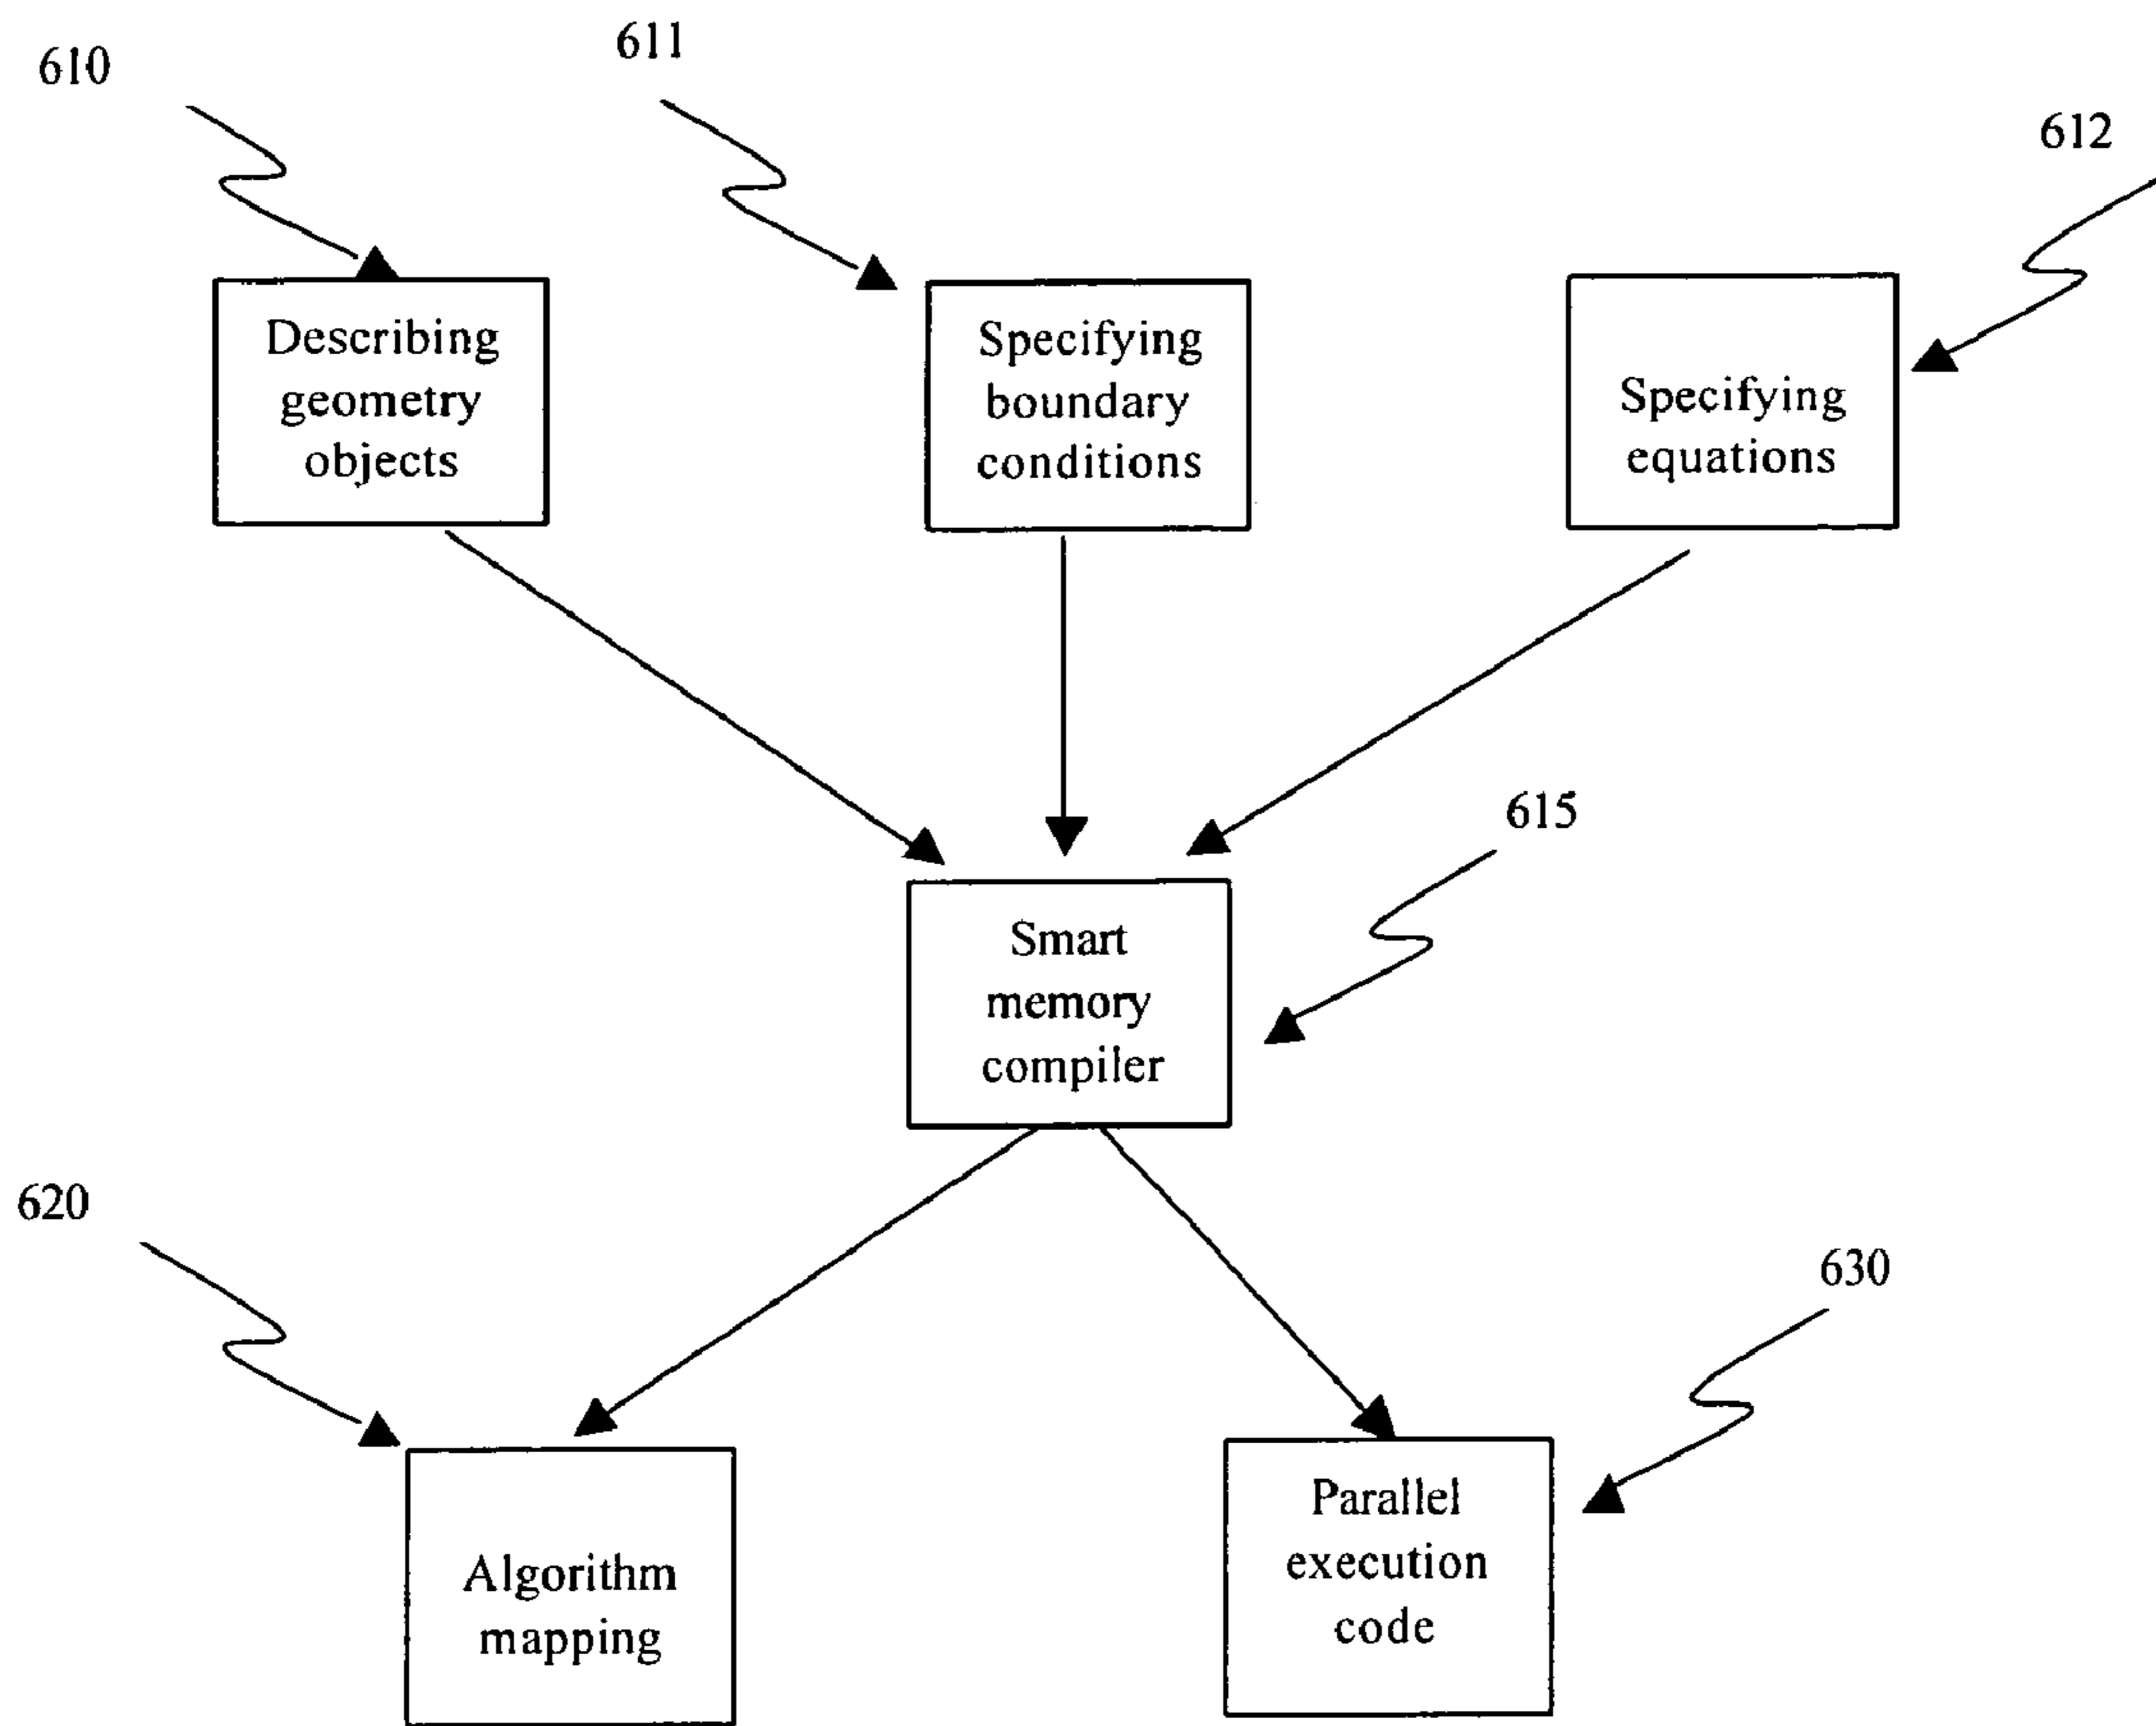 610
611
612
Describing
geometry
objects
Specifying
boundary
conditions
Specifying
equations
615
Smart
memory
compiler
620
630
Algorithm
mapping
Parallel
execution
code